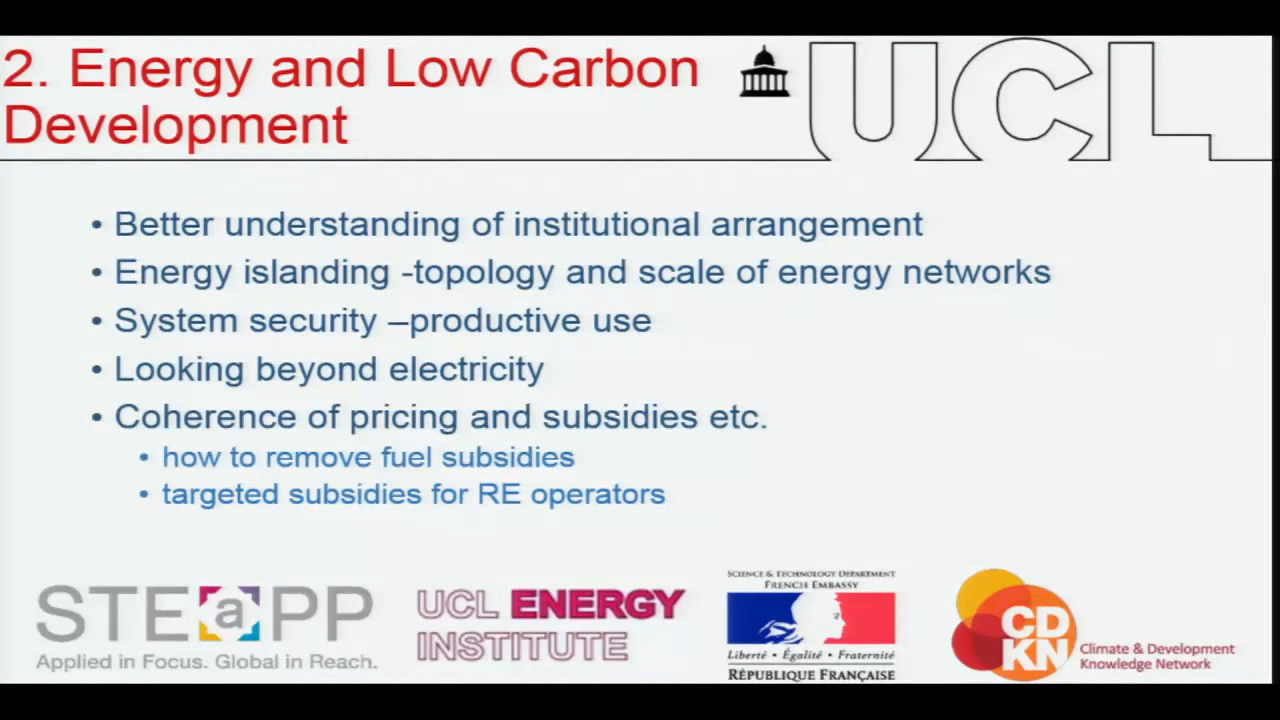 2. Energy and Low Carbon
Development
UCL
• Better understanding of institutional arrangement
• Energy islanding -topology and scale of energy networks
• System security –productive use
• Looking beyond electricity
• Coherence of pricing and subsidies etc.
• how to remove fuel subsidies
• targeted subsidies for RE operators
STEaPP
Applied in Focus. Global in Reach.
UCL ENERGY
INSTITUTE
SCIENCE & TECHNOLOGY DEPARTMENT
FRENCH EMBASSY
Liberté • Égalité • Fraternité
RÉPUBLIQUE FRANÇAISE
CD
KN
Climate & Development
Knowledge Network